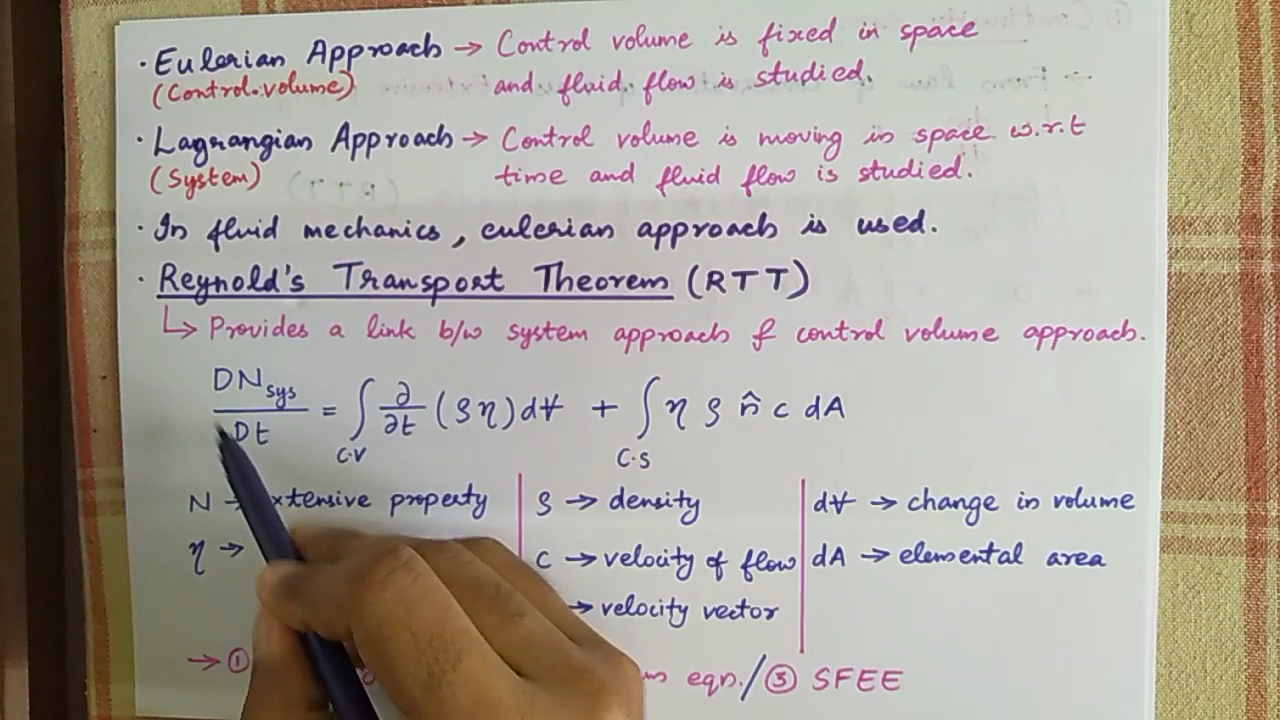 · Eulerian Approach → Control volume is fixed in space
(Control volume) and fluid flow is studied.
· Lagrangian Approach → Control volume is moving in space w.r.t
(System) time and fluid flow is studied.
· In fluid mechanics, eulerian approach is used.
· Reynold's Transport Theorem (RTT)
↳ Provides a link b/w system approach & control volume approach.
DN_sys/Dt = ∫_C.V ∂/∂t (ρη) dV̶ + ∫_C.S η ρ n̂ c dA
N → extensive property | ρ → density | dV̶ → change in volume
η → | C → velocity of flow | dA → elemental area
→ velocity vector
→ ① eqn. / ③ SFEE